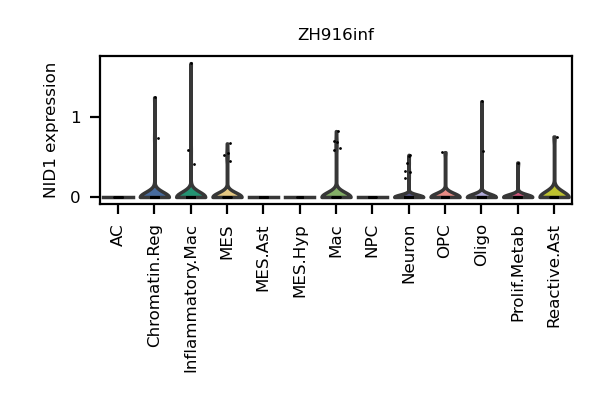 ZH916inf
NID1 expression
1
0
AC
Chromatin.Reg
Inflammatory.Mac
MES
MES.Ast
MES.Hyp
Mac
NPC
Neuron
OPC
Oligo
Prolif.Metab
Reactive.Ast